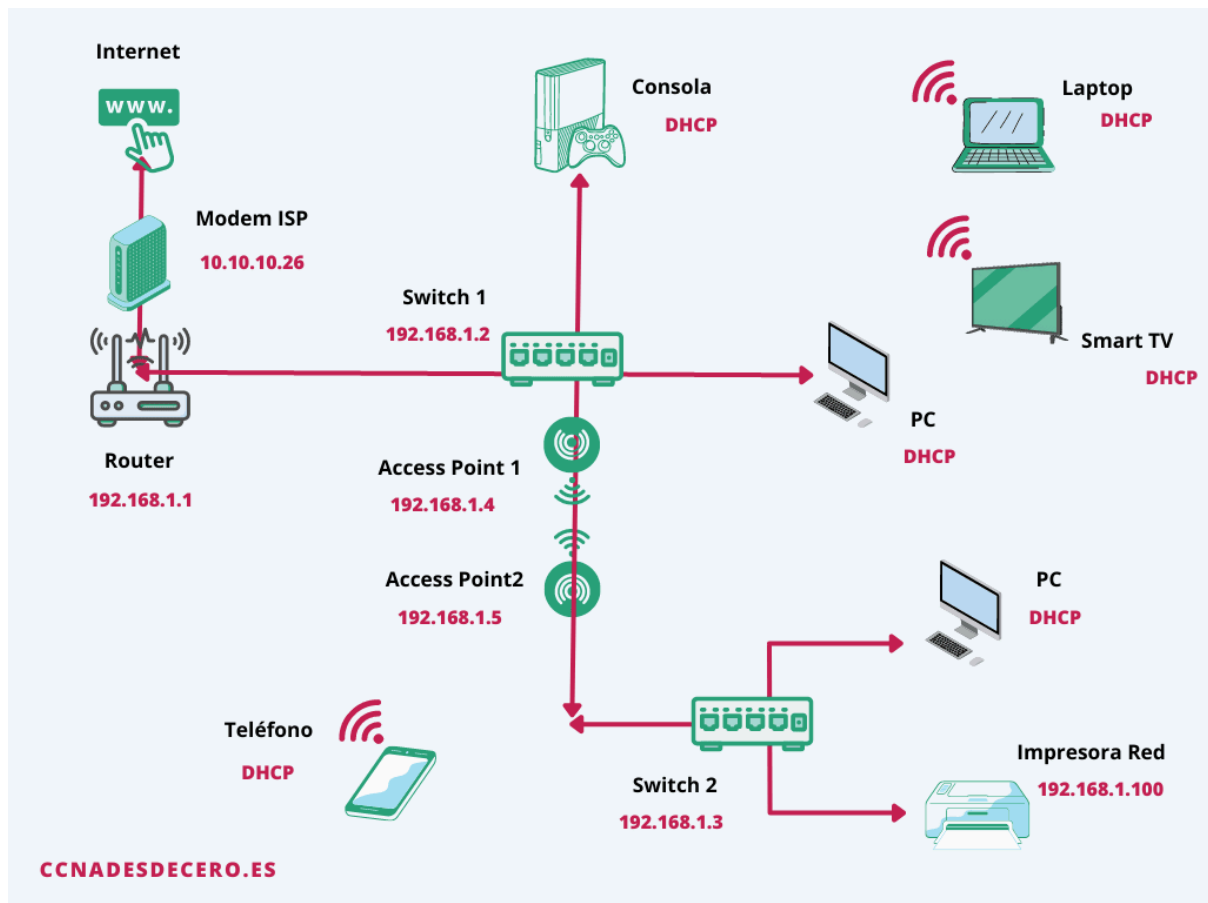 Internet
www.
Modem ISP
10.10.10.26
Router
192.168.1.1
Consola
DHCP
Laptop
DHCP
Smart TV
DHCP
Switch 1
192.168.1.2
PC
DHCP
Access Point 1
192.168.1.4
Access Point2
192.168.1.5
PC
DHCP
Teléfono
DHCP
Switch 2
192.168.1.3
Impresora Red
192.168.1.100
CCNADESDECERO.ES